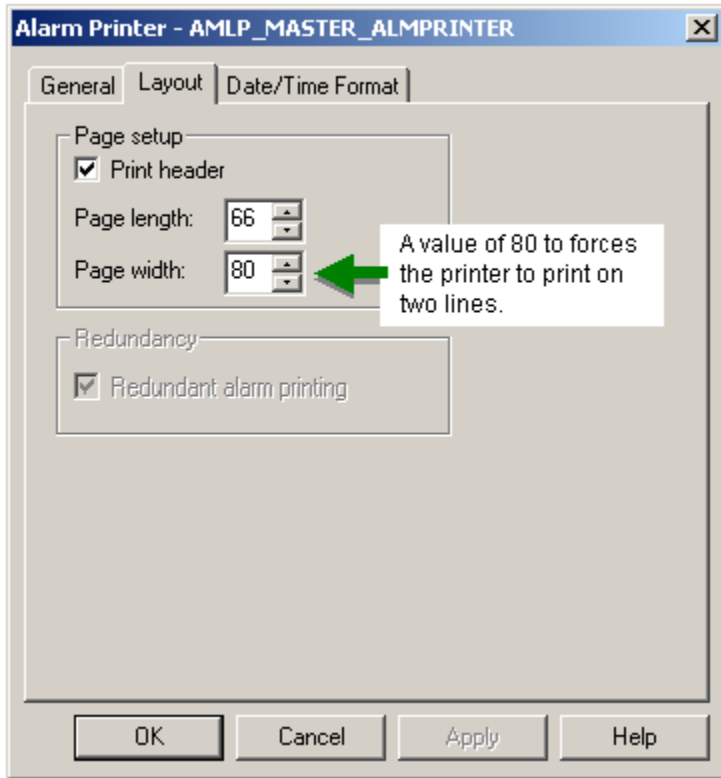 Alarm Printer - AMLP_MASTER_ALMPRINTER
General Layout Date/Time Format
Page setup
Print header
Page length: 66
Page width: 80
A value of 80 to forces
the printer to print on
two lines.
Redundancy
Redundant alarm printing
OK Cancel Apply Help